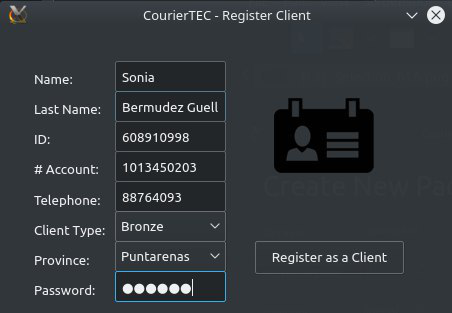 CourierTEC - Register Client
Name: Sonia
Last Name: Bermudez Guell
ID: 608910998
# Account: 1013450203
Telephone: 88764093
Client Type: Bronze
Province: Puntarenas
Register as a Client
Password: ●●●●●●
Create New Pa